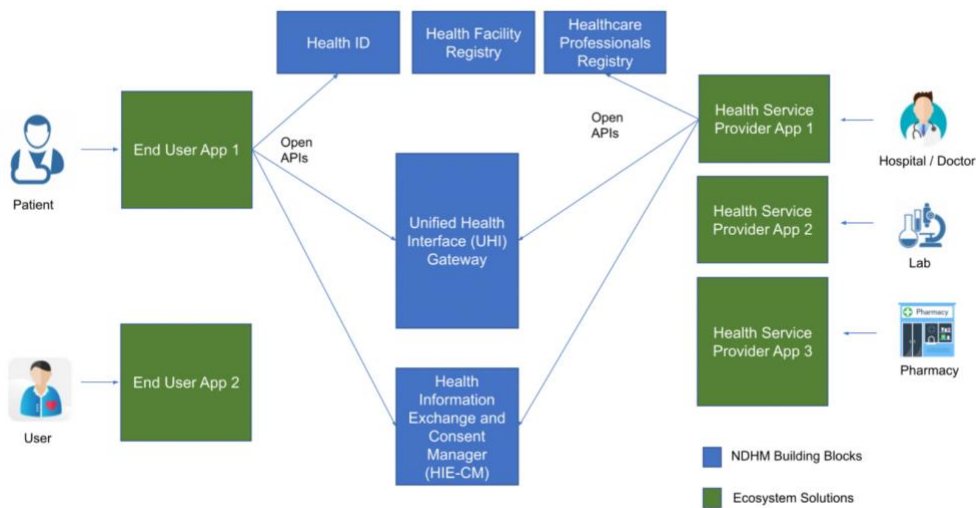 Health ID
Health Facility
Registry
Healthcare
Professionals
Registry
End User App 1
Open
APIs
Open
APIs
Health Service
Provider App 1
Hospital / Doctor
Patient
Unified Health
Interface (UHI)
Gateway
Health Service
Provider App 2
Lab
Pharmacy
Health Service
Provider App 3
Pharmacy
End User App 2
User
Health
Information
Exchange and
Consent
Manager
(HIE-CM)
NDHM Building Blocks
Ecosystem Solutions